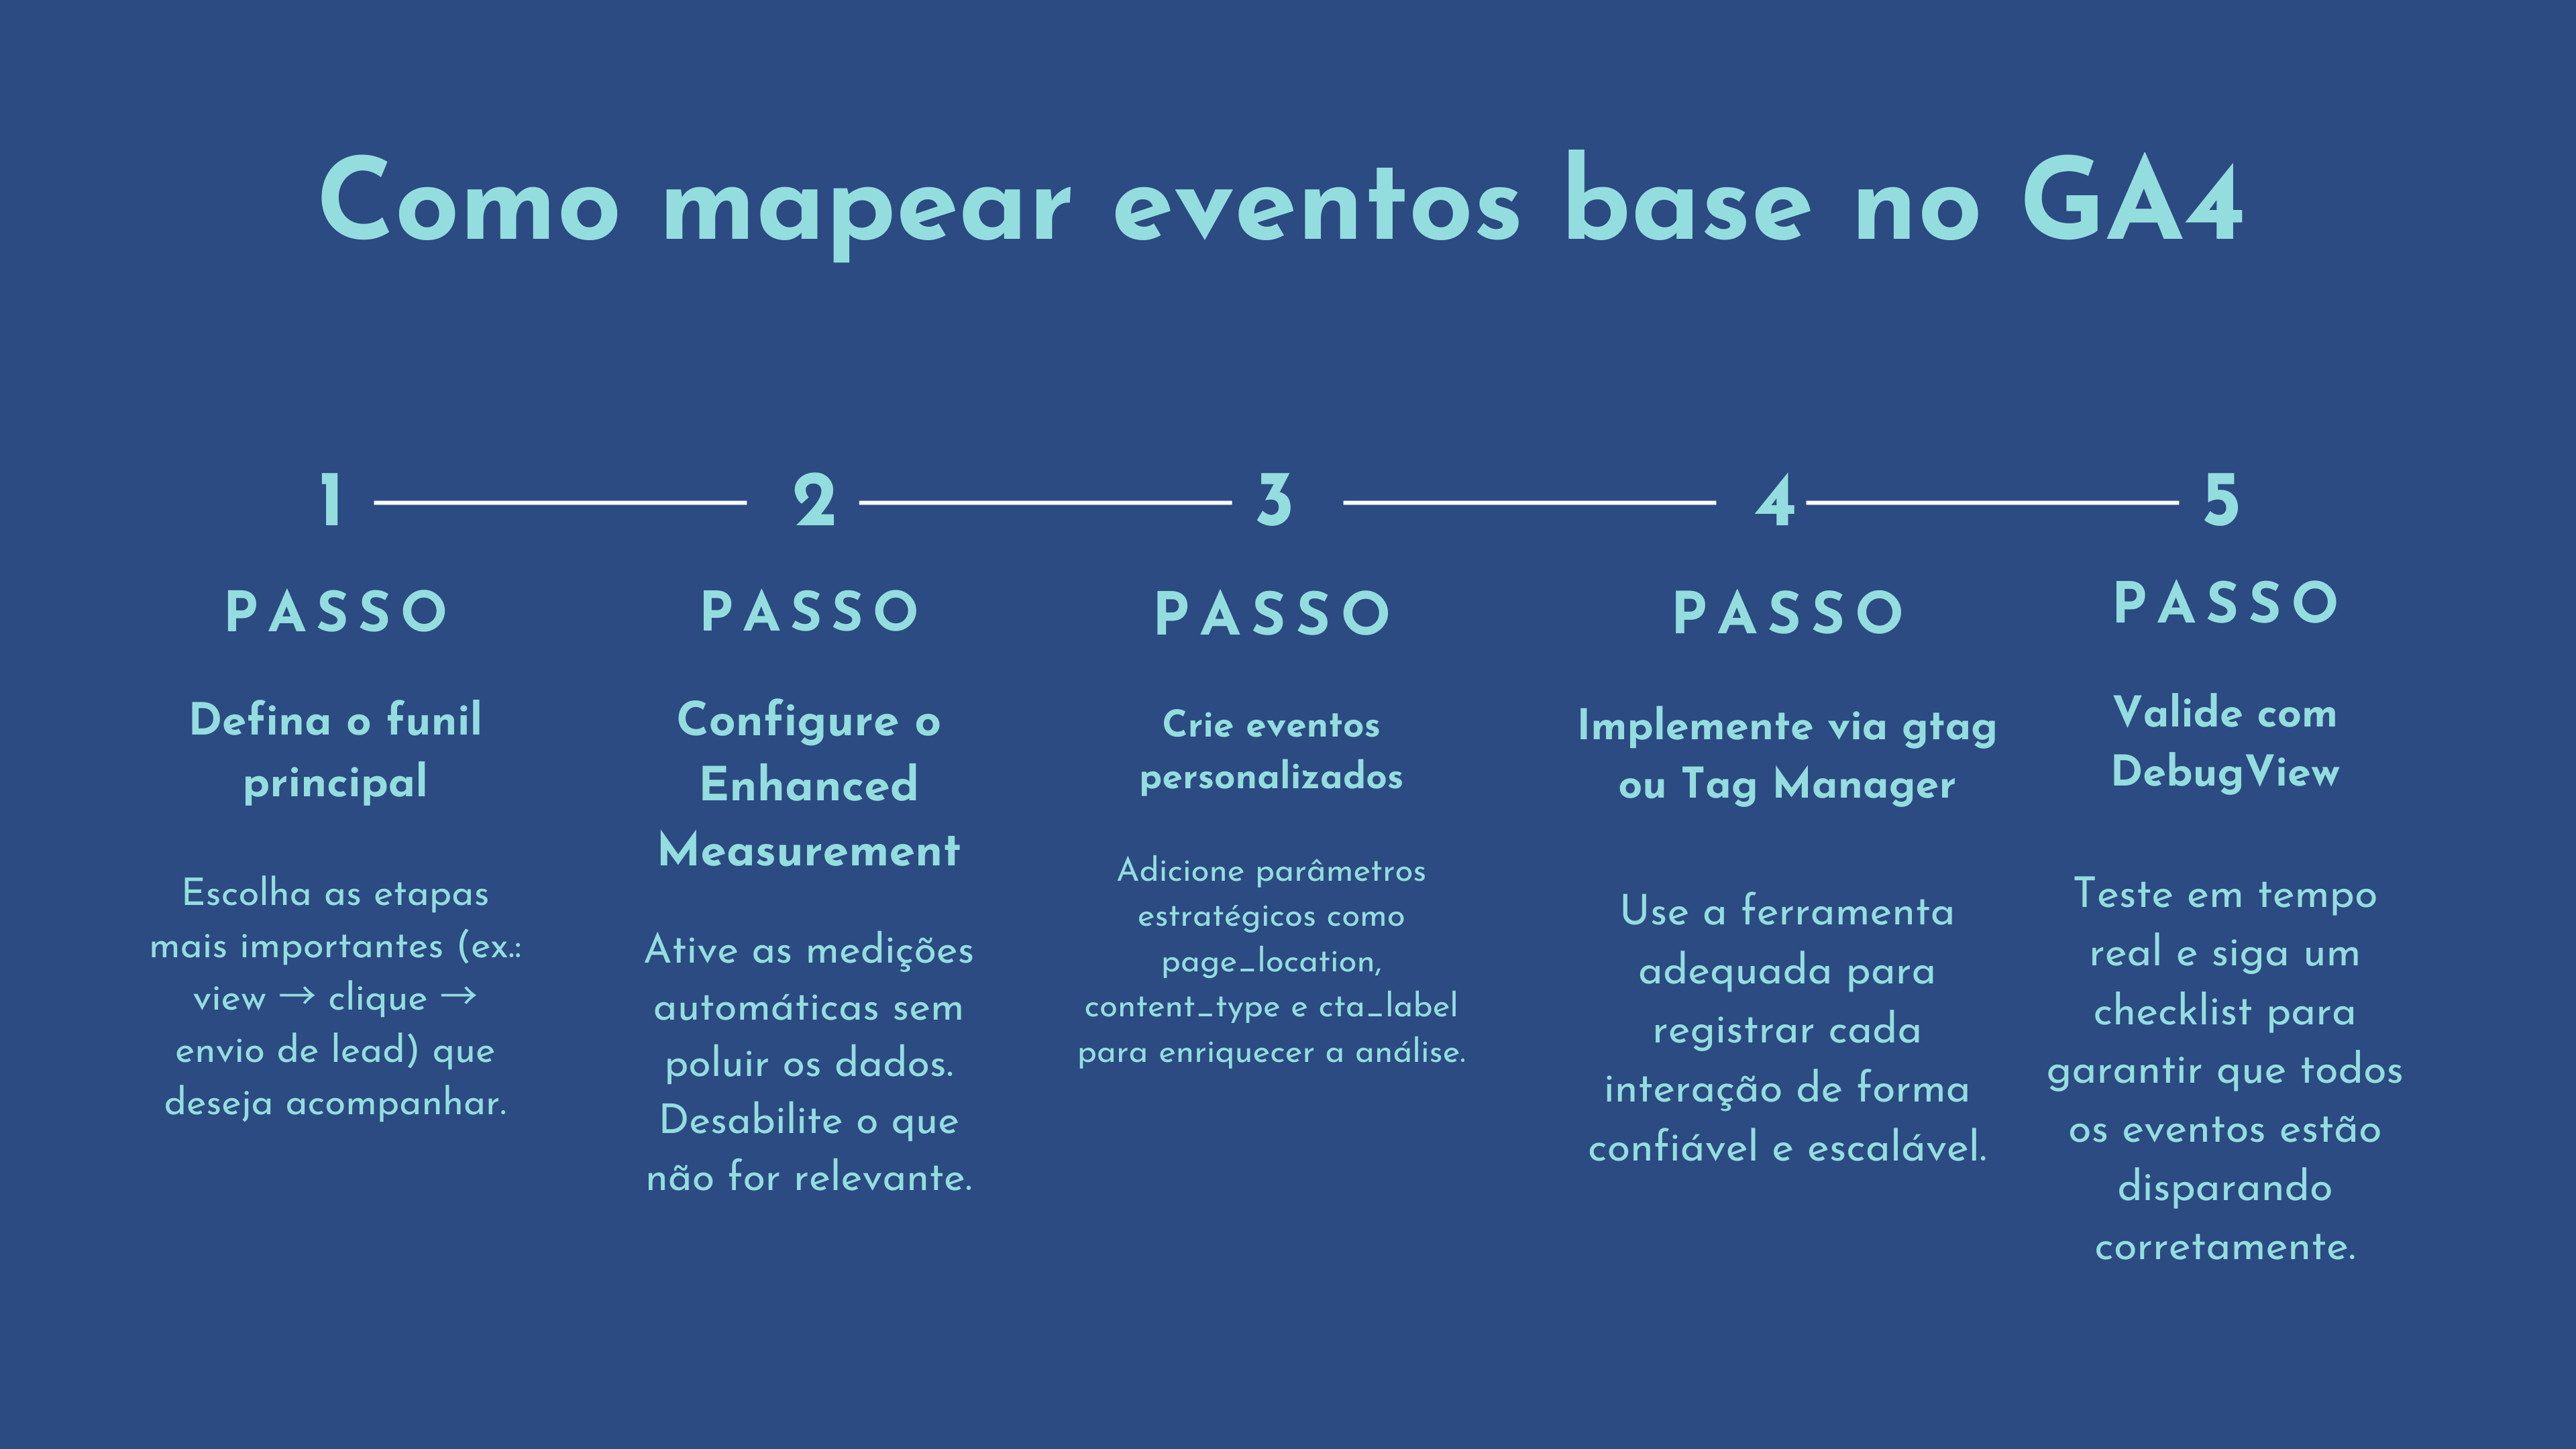 Como mapear eventos base no GA4
1
PASSO
Defina o funil
principal
Escolha as etapas
mais importantes (ex.:
view → clique →
envio de lead) que
deseja acompanhar.
2
PASSO
Configure o
Enhanced
Measurement
Ative as medições
automáticas sem
poluir os dados.
Desabilite o que
não for relevante.
3
PASSO
Crie eventos
personalizados
Adicione parâmetros
estratégicos como
page_location,
content_type e cta_label
para enriquecer a análise.
4
PASSO
Implemente via gtag
ou Tag Manager
Use a ferramenta
adequada para
registrar cada
interação de forma
confiável e escalável.
5
PASSO
Valide com
DebugView
Teste em tempo
real e siga um
checklist para
garantir que todos
os eventos estão
disparando
corretamente.